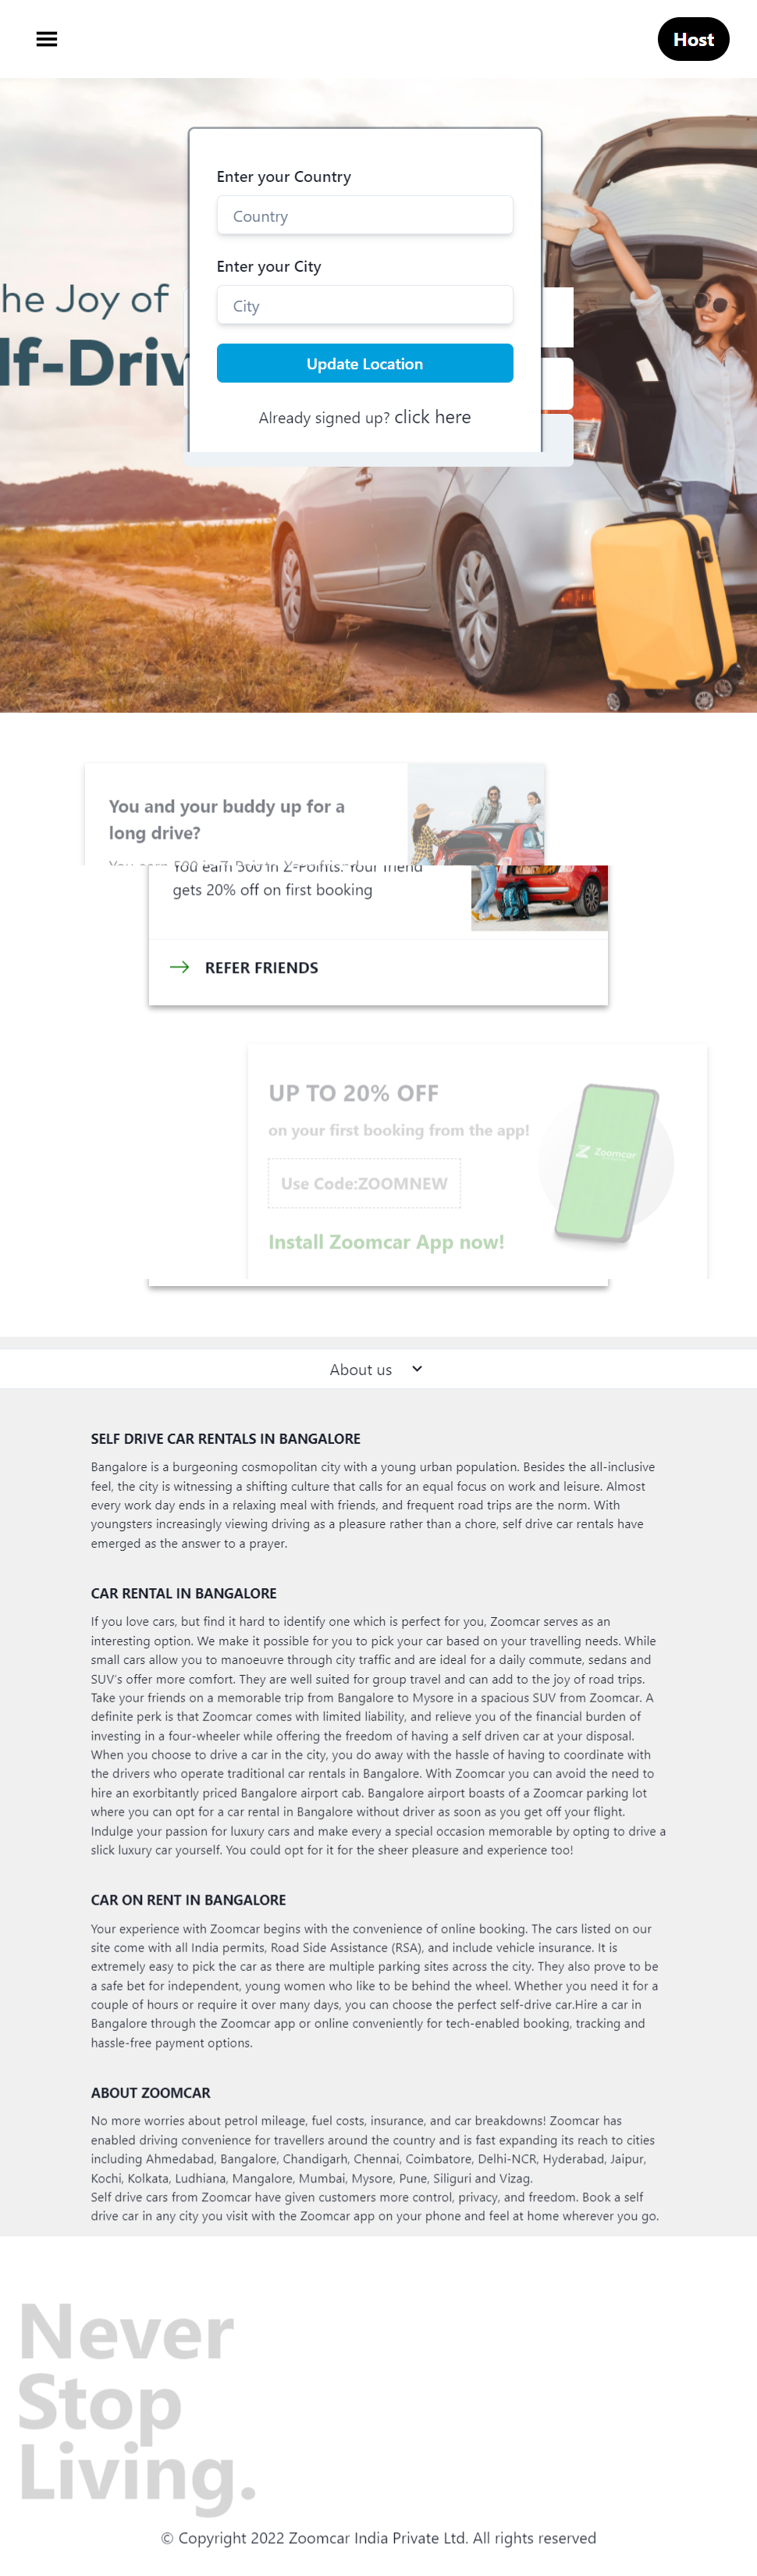 Host
Enter your Country
Country
Enter your City
City
he Joy of
lf-Driv
Update Location
Already signed up? click here
You and your buddy up for a
long drive?
You earn 500 in Z-Points. Your friend
gets 20% off on first booking
REFER FRIENDS
UP TO 20% OFF
on your first booking from the app!
Zoomcar
Use Code:ZOOMNEW
Install Zoomcar App now!
About us
SELF DRIVE CAR RENTALS IN BANGALORE
Bangalore is a burgeoning cosmopolitan city with a young urban population. Besides the all-inclusive
feel, the city is witnessing a shifting culture that calls for an equal focus on work and leisure. Almost
every work day ends in a relaxing meal with friends, and frequent road trips are the norm. With
youngsters increasingly viewing driving as a pleasure rather than a chore, self drive car rentals have
emerged as the answer to a prayer.
CAR RENTAL IN BANGALORE
If you love cars, but find it hard to identify one which is perfect for you, Zoomcar serves as an
interesting option. We make it possible for you to pick your car based on your travelling needs. While
small cars allow you to manoeuvre through city traffic and are ideal for a daily commute, sedans and
SUV's offer more comfort. They are well suited for group travel and can add to the joy of road trips.
Take your friends on a memorable trip from Bangalore to Mysore in a spacious SUV from Zoomcar. A
definite perk is that Zoomcar comes with limited liability, and relieve you of the financial burden of
investing in a four-wheeler while offering the freedom of having a self driven car at your disposal.
When you choose to drive a car in the city, you do away with the hassle of having to coordinate with
the drivers who operate traditional car rentals in Bangalore. With Zoomcar you can avoid the need to
hire an exorbitantly priced Bangalore airport cab. Bangalore airport boasts of a Zoomcar parking lot
where you can opt for a car rental in Bangalore without driver as soon as you get off your flight.
Indulge your passion for luxury cars and make every a special occasion memorable by opting to drive a
slick luxury car yourself. You could opt for it for the sheer pleasure and experience too!
CAR ON RENT IN BANGALORE
Your experience with Zoomcar begins with the convenience of online booking. The cars listed on our
site come with all India permits, Road Side Assistance (RSA), and include vehicle insurance. It is
extremely easy to pick the car as there are multiple parking sites across the city. They also prove to be
a safe bet for independent, young women who like to be behind the wheel. Whether you need it for a
couple of hours or require it over many days, you can choose the perfect self-drive car.Hire a car in
Bangalore through the Zoomcar app or online conveniently for tech-enabled booking, tracking and
hassle-free payment options.
ABOUT ZOOMCAR
No more worries about petrol mileage, fuel costs, insurance, and car breakdowns! Zoomcar has
enabled driving convenience for travellers around the country and is fast expanding its reach to cities
including Ahmedabad, Bangalore, Chandigarh, Chennai, Coimbatore, Delhi-NCR, Hyderabad, Jaipur,
Kochi, Kolkata, Ludhiana, Mangalore, Mumbai, Mysore, Pune, Siliguri and Vizag.
Self drive cars from Zoomcar have given customers more control, privacy, and freedom. Book a self
drive car in any city you visit with the Zoomcar app on your phone and feel at home wherever you go.
Never
Stop
Living.
© Copyright 2022 Zoomcar India Private Ltd. All rights reserved